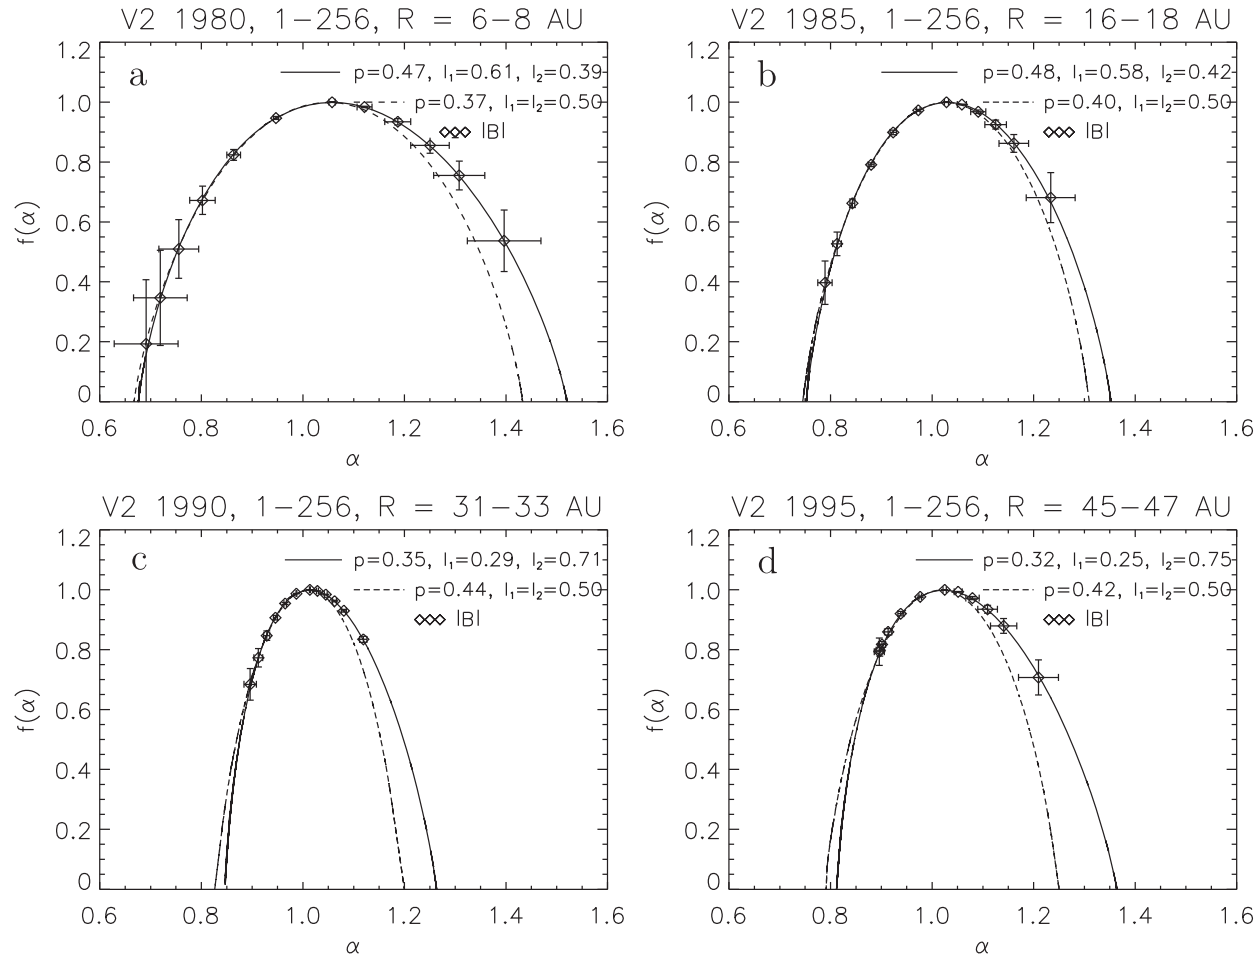 V2 1980, 1−256, R = 6−8 AU
a
p=0.47, l₁=0.61, l₂=0.39
p=0.37, l₁=l₂=0.50
|B|
1.2
1.0
0.8
0.6
0.4
0.2
0
f(α)
0.6 0.8 1.0 1.2 1.4 1.6
α
V2 1985, 1−256, R = 16−18 AU
b
p=0.48, l₁=0.58, l₂=0.42
p=0.40, l₁=l₂=0.50
|B|
1.2
1.0
0.8
0.6
0.4
0.2
0
f(α)
0.6 0.8 1.0 1.2 1.4 1.6
α
V2 1990, 1−256, R = 31−33 AU
c
p=0.35, l₁=0.29, l₂=0.71
p=0.44, l₁=l₂=0.50
|B|
1.2
1.0
0.8
0.6
0.4
0.2
0
f(α)
0.6 0.8 1.0 1.2 1.4 1.6
α
V2 1995, 1−256, R = 45−47 AU
d
p=0.32, l₁=0.25, l₂=0.75
p=0.42, l₁=l₂=0.50
|B|
1.2
1.0
0.8
0.6
0.4
0.2
0
f(α)
0.6 0.8 1.0 1.2 1.4 1.6
α